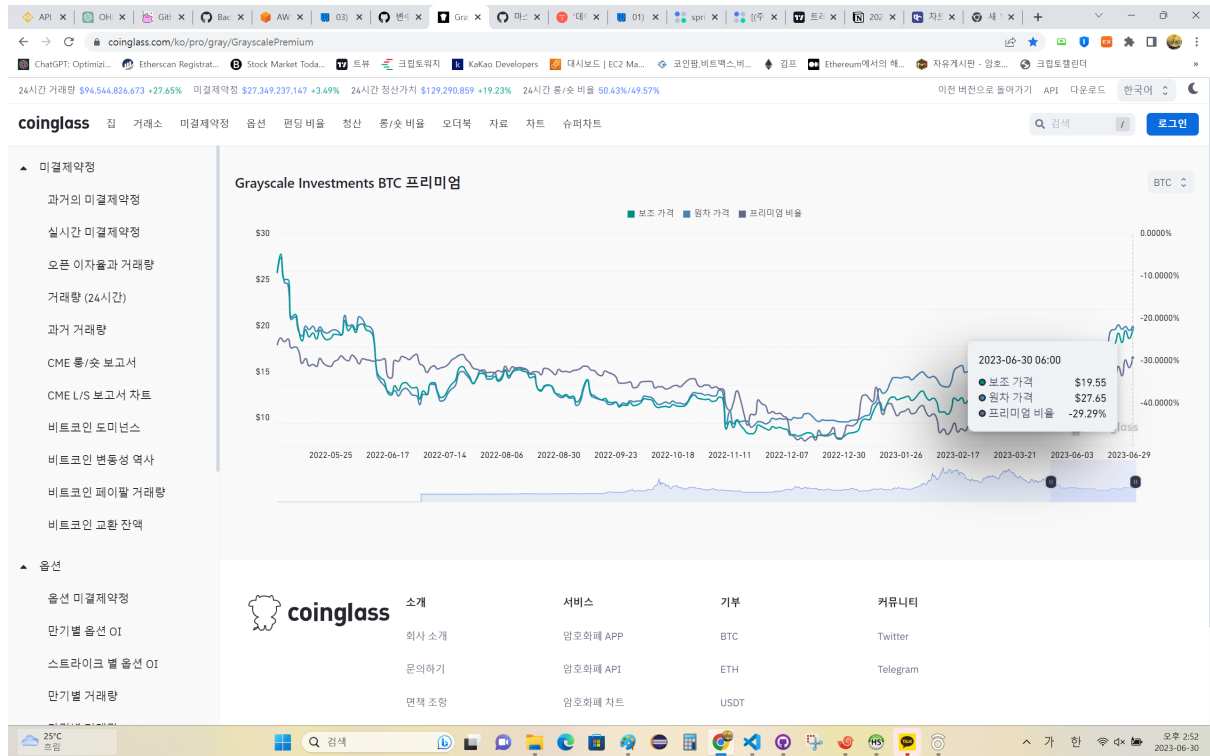 API
OHI
Gitl
Bac
AW
03)
변수
Gra
마스
'테(
01)
spri
[(주
트리
202
차트
새 탭
coinglass.com/ko/pro/gray/GrayscalePremium
ChatGPT: Optimizi...
Etherscan Registrat...
Stock Market Toda...
트뷰
크립토워치
KaKao Developers
대시보드 | EC2 Ma...
코인팜,비트맥스,비...
김프
Ethereum에서의 해...
자유게시판 - 암호...
크립토캘린더
»
24시간 거래량 $94,544,826,673 +27.65% 미결제약정 $27,349,237,147 +3.49% 24시간 청산가치 $129,290,859 +19.23% 24시간 롱/숏 비율 50.43%/49.57%
이전 버전으로 돌아가기 API 다운로드 한국어
coinglass 집 거래소 미결제약정 옵션 펀딩 비율 청산 롱/숏 비율 오더북 자료 차트 슈퍼차트
검색 / 로그인
미결제약정
과거의 미결제약정
실시간 미결제약정
오픈 이자율과 거래량
거래량 (24시간)
과거 거래량
CME 롱/숏 보고서
CME L/S 보고서 차트
비트코인 도미넌스
비트코인 변동성 역사
비트코인 페이팔 거래량
비트코인 교환 잔액
옵션
옵션 미결제약정
만기별 옵션 OI
스트라이크 별 옵션 OI
만기별 거래량
Grayscale Investments BTC 프리미엄
BTC
보조 가격 원차 가격 프리미엄 비율
$30
$25
$20
$15
$10
0.0000%
-10.0000%
-20.0000%
-30.0000%
-40.0000%
2023-06-30 06:00
보조 가격 $19.55
원차 가격 $27.65
프리미엄 비율 -29.29%
2022-05-25 2022-06-17 2022-07-14 2022-08-06 2022-08-30 2022-09-23 2022-10-18 2022-11-11 2022-12-07 2022-12-30 2023-01-26 2023-02-17 2023-03-21 2023-06-03 2023-06-29
coinglass
소개
회사 소개
문의하기
면책 조항
서비스
암호화폐 APP
암호화폐 API
암호화폐 차트
기부
BTC
ETH
USDT
커뮤니티
Twitter
Telegram
25°C
흐림
검색
가 한
오후 2:52
2023-06-30